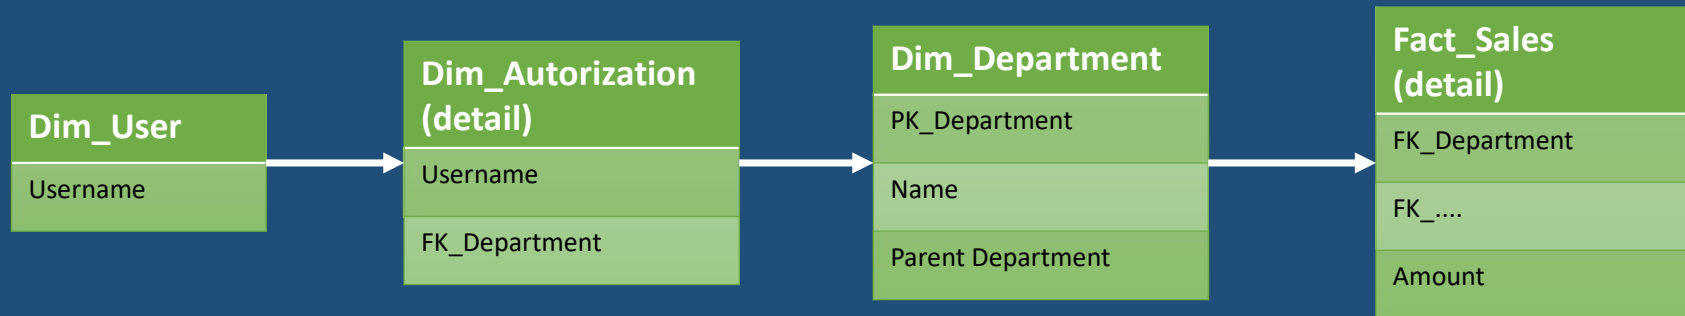 Dim_User
Username
Dim_Autorization
(detail)
Username
FK_Department
Dim_Department
PK_Department
Name
Parent Department
Fact_Sales
(detail)
FK_Department
FK_....
Amount